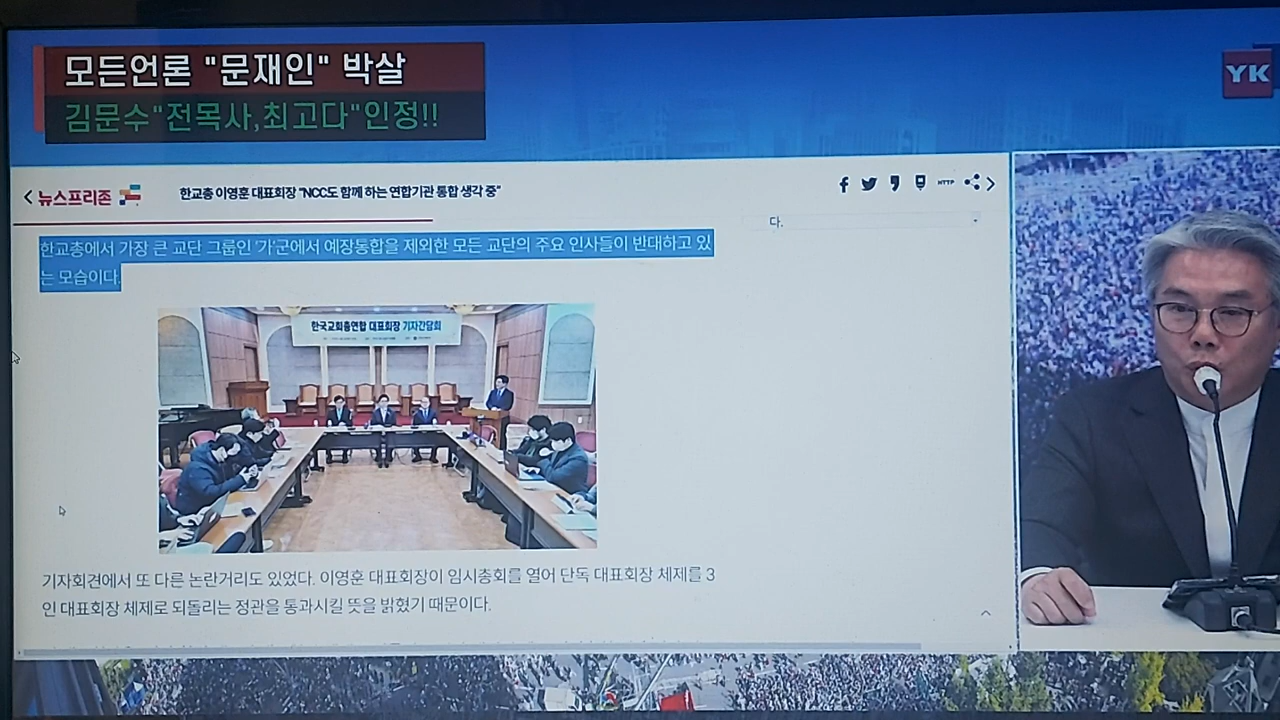 모든언론 "문재인" 박살
김문수"전목사,최고다"인정!!
YK
뉴스프리존
한교총 이영훈 대표회장 "NCC도 함께 하는 연합기관 통합 생각 중"
HTTP
다.
한교총에서 가장 큰 교단 그룹인 '가'군에서 예장통합을 제외한 모든 교단의 주요 인사들이 반대하고 있
는 모습이다.
한국교회총연합 대표회장 기자간담회
기자회견에서 또 다른 논란거리도 있었다. 이영훈 대표회장이 임시총회를 열어 단독 대표회장 체제를 3
인 대표회장 체제로 되돌리는 정관을 통과시킬 뜻을 밝혔기 때문이다.